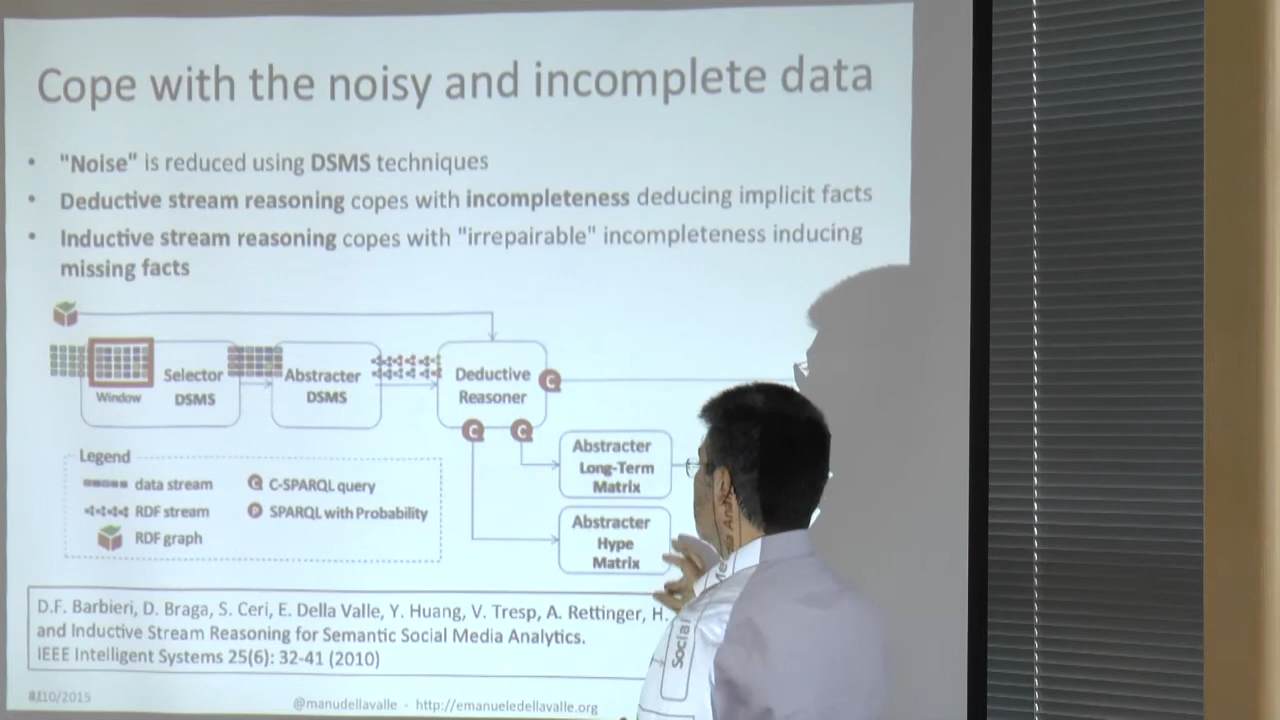 Cope with the noisy and incomplete data
• "Noise" is reduced using DSMS techniques
• Deductive stream reasoning copes with incompleteness deducing implicit facts
• Inductive stream reasoning copes with "irrepairable" incompleteness inducing
missing facts
Window
Selector
DSMS
Abstracter
DSMS
Deductive
Reasoner
C
C
C
Abstracter
Long-Term
Matrix
Abstracter
Hype
Matrix
Legend
data stream
RDF stream
RDF graph
C C-SPARQL query
P SPARQL with Probability
Social
D.F. Barbieri, D. Braga, S. Ceri, E. Della Valle, Y. Huang, V. Tresp, A. Rettinger, H.
and Inductive Stream Reasoning for Semantic Social Media Analytics.
IEEE Intelligent Systems 25(6): 32-41 (2010)
@manudellavalle - http://emanueledellavalle.org